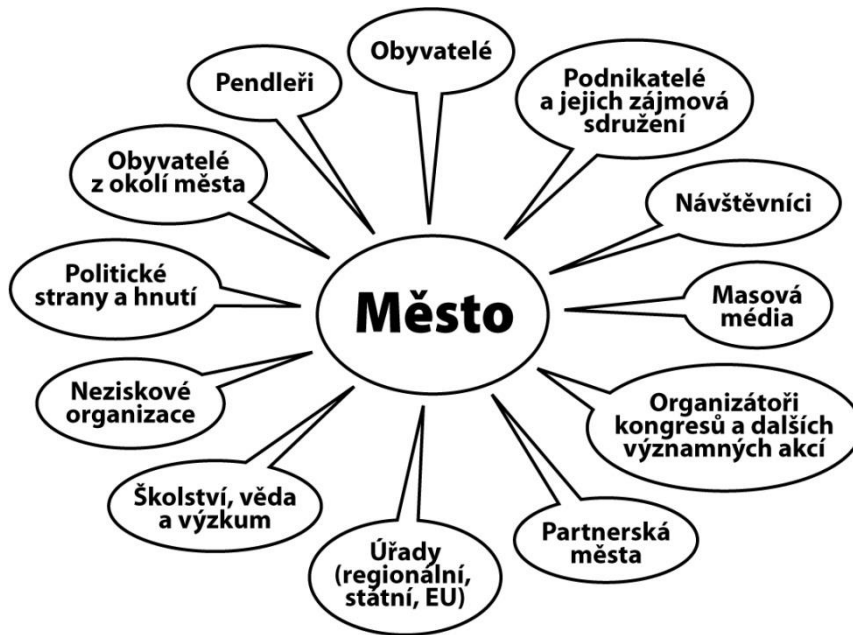 Obyvatelé
Podnikatelé
a jejich zájmová
sdružení
Návštěvníci
Masová
média
Organizátoři
kongresů a dalších
významných akcí
Partnerská
města
Úřady
(regionální,
státní, EU)
Školství, věda
a výzkum
Neziskové
organizace
Politické
strany a hnutí
Obyvatelé
z okolí města
Pendleři
Město